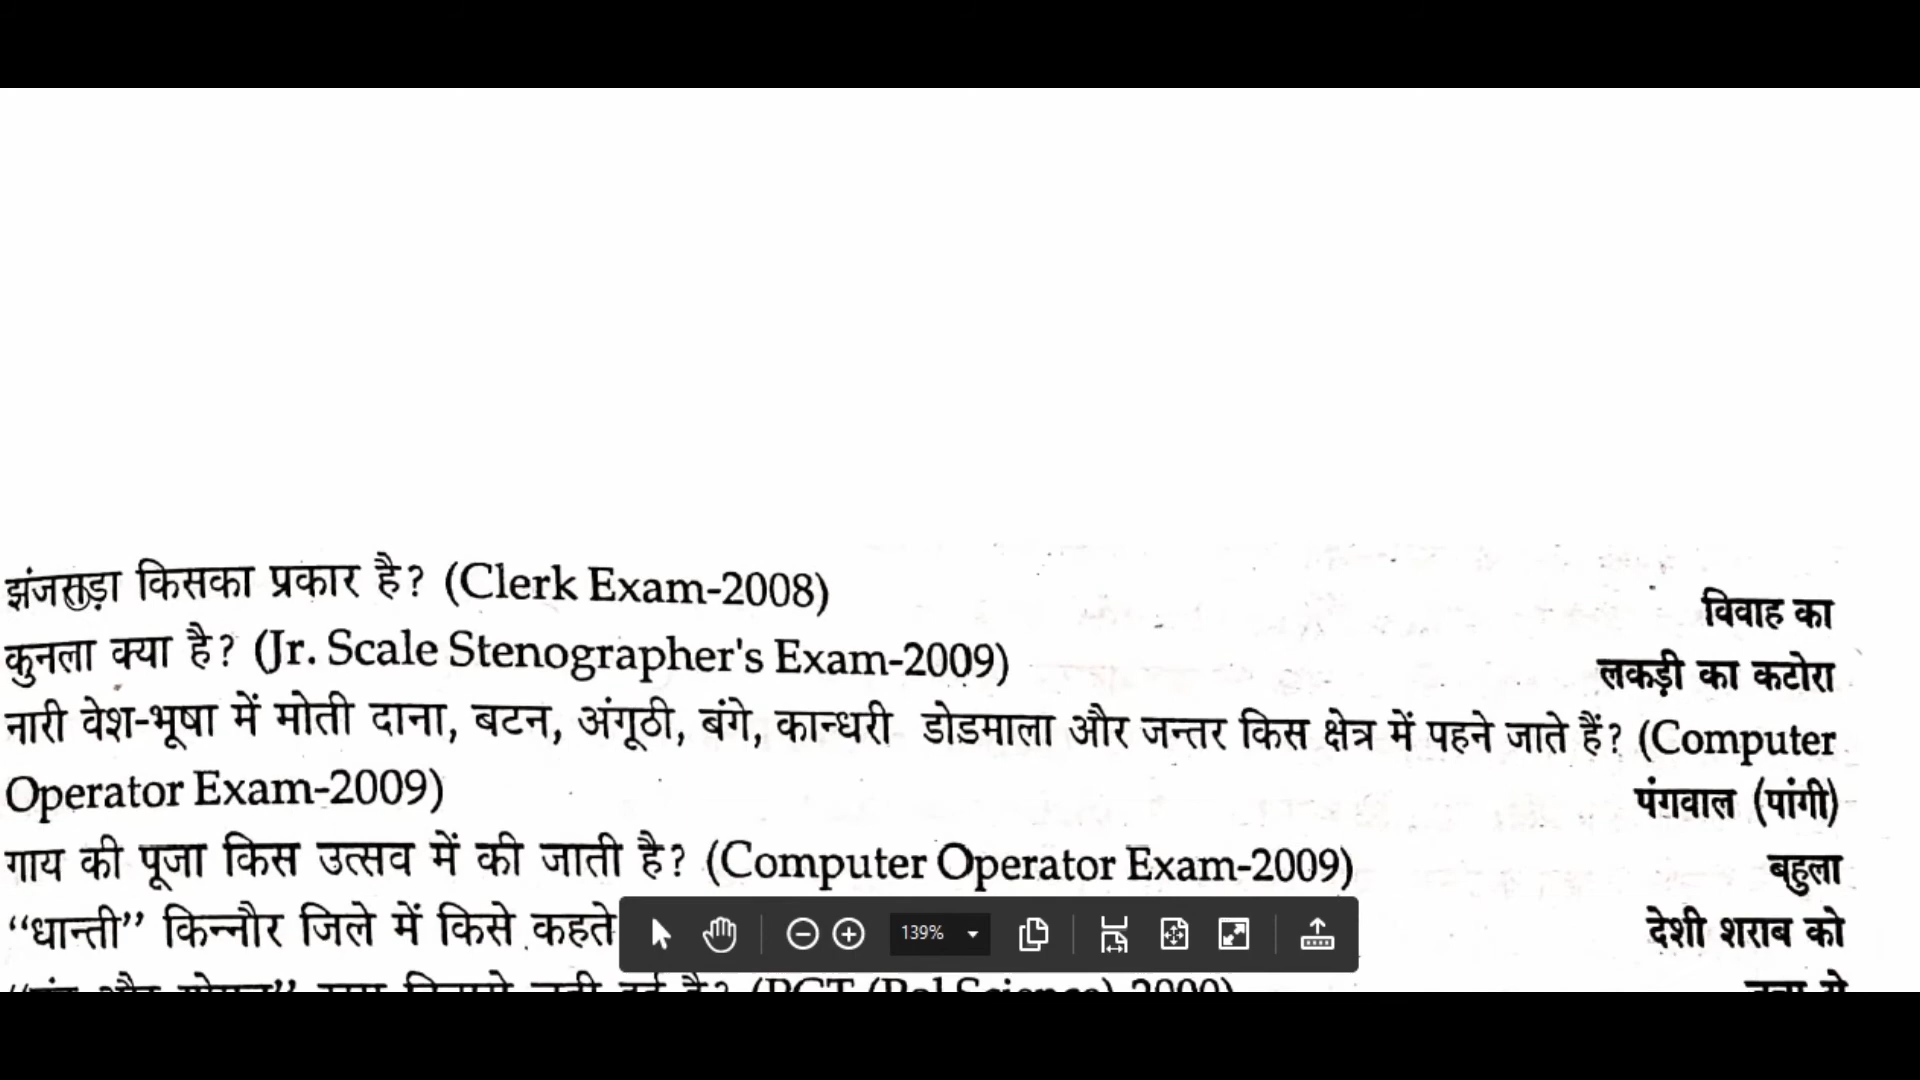 झंजराड़ा किसका प्रकार है? (Clerk Exam-2008) विवाह का
कुनला क्या है? (Jr. Scale Stenographer's Exam-2009) लकड़ी का कटोरा
नारी वेश-भूषा में मोती दाना, बटन, अंगूठी, बंगे, कान्धरी डोडमाला और जन्तर किस क्षेत्र में पहने जाते हैं? (Computer
Operator Exam-2009) पंगवाल (पांगी)
गाय की पूजा किस उत्सव में की जाती है? (Computer Operator Exam-2009) बहुला
“धान्ती” किन्नौर जिले में किसे कहते देशी शराब को
139%